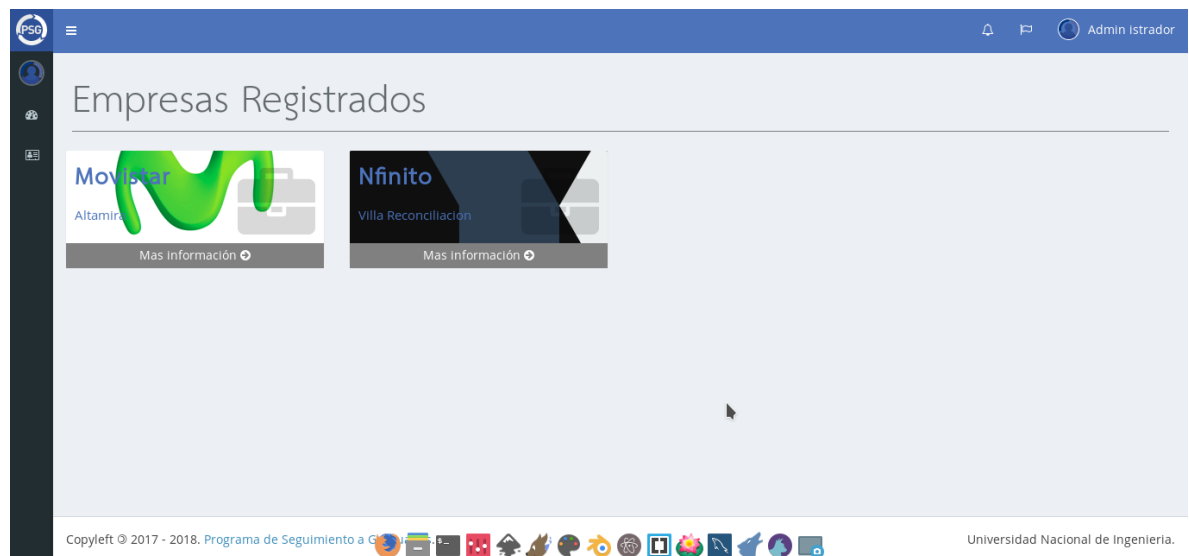 PSG
Admin istrador
Empresas Registrados
Movistar
Altamira
Mas información
Nfinito
Villa Reconciliacion
Mas información
Copyleft 2017 - 2018. Programa de Seguimiento a
Universidad Nacional de Ingenieria.